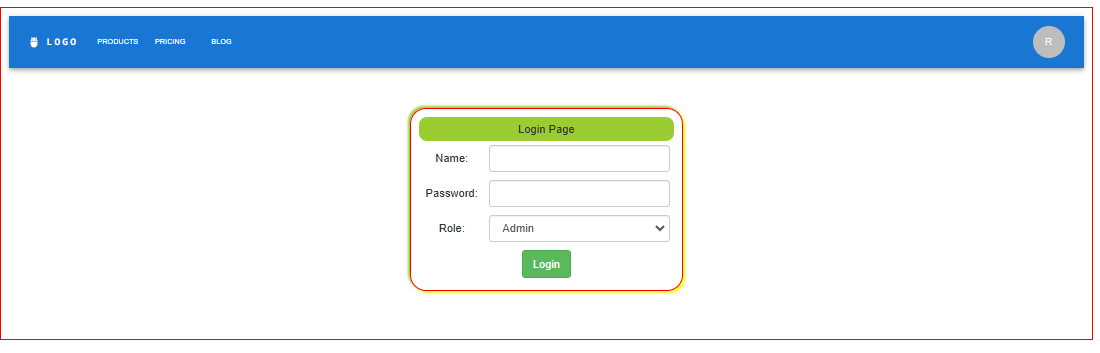 LOGO PRODUCTS PRICING BLOG R
Login Page
Name:
Password:
Role: Admin
Login